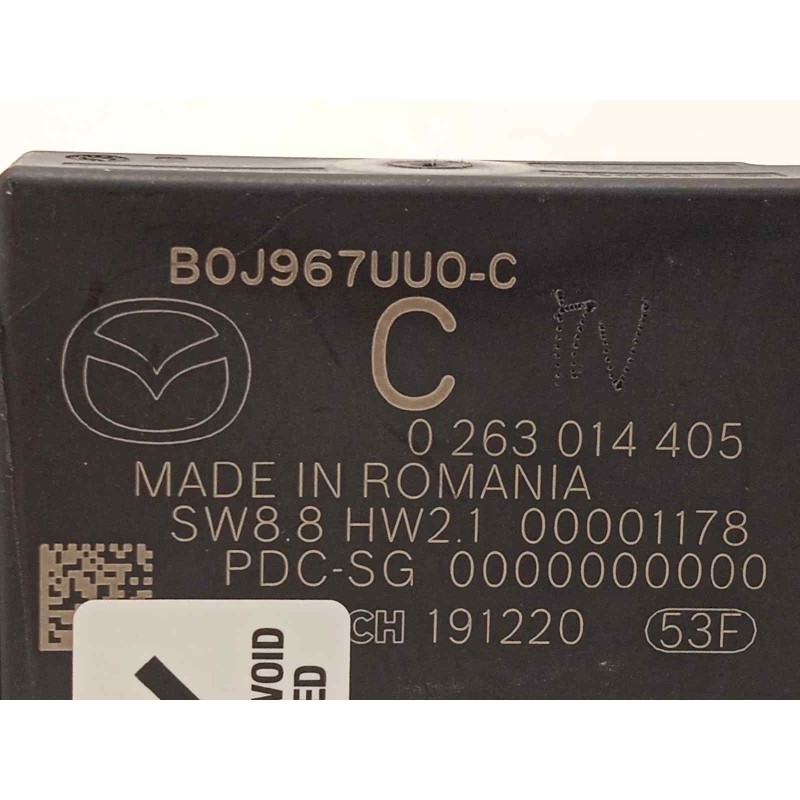 B0J967UU0-C
C
0 263 014 405
MADE IN ROMANIA
SW8.8 HW2.1 00001178
PDC-SG 0000000000
CH 191220 53F
VOID
ED